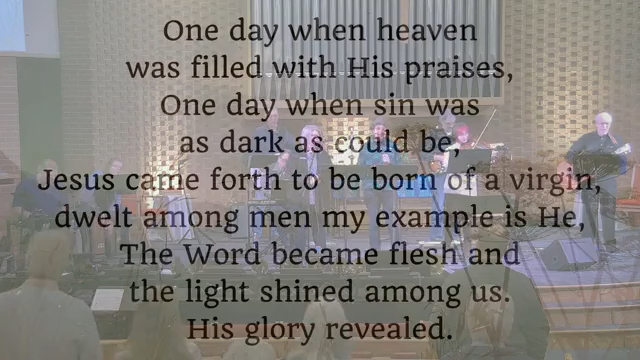 One day when heaven
was filled with His praises,
One day when sin was
as dark as could be,
Jesus came forth to be born of a virgin,
dwelt among men my example is He,
The Word became flesh and
the light shined among us.
His glory revealed.